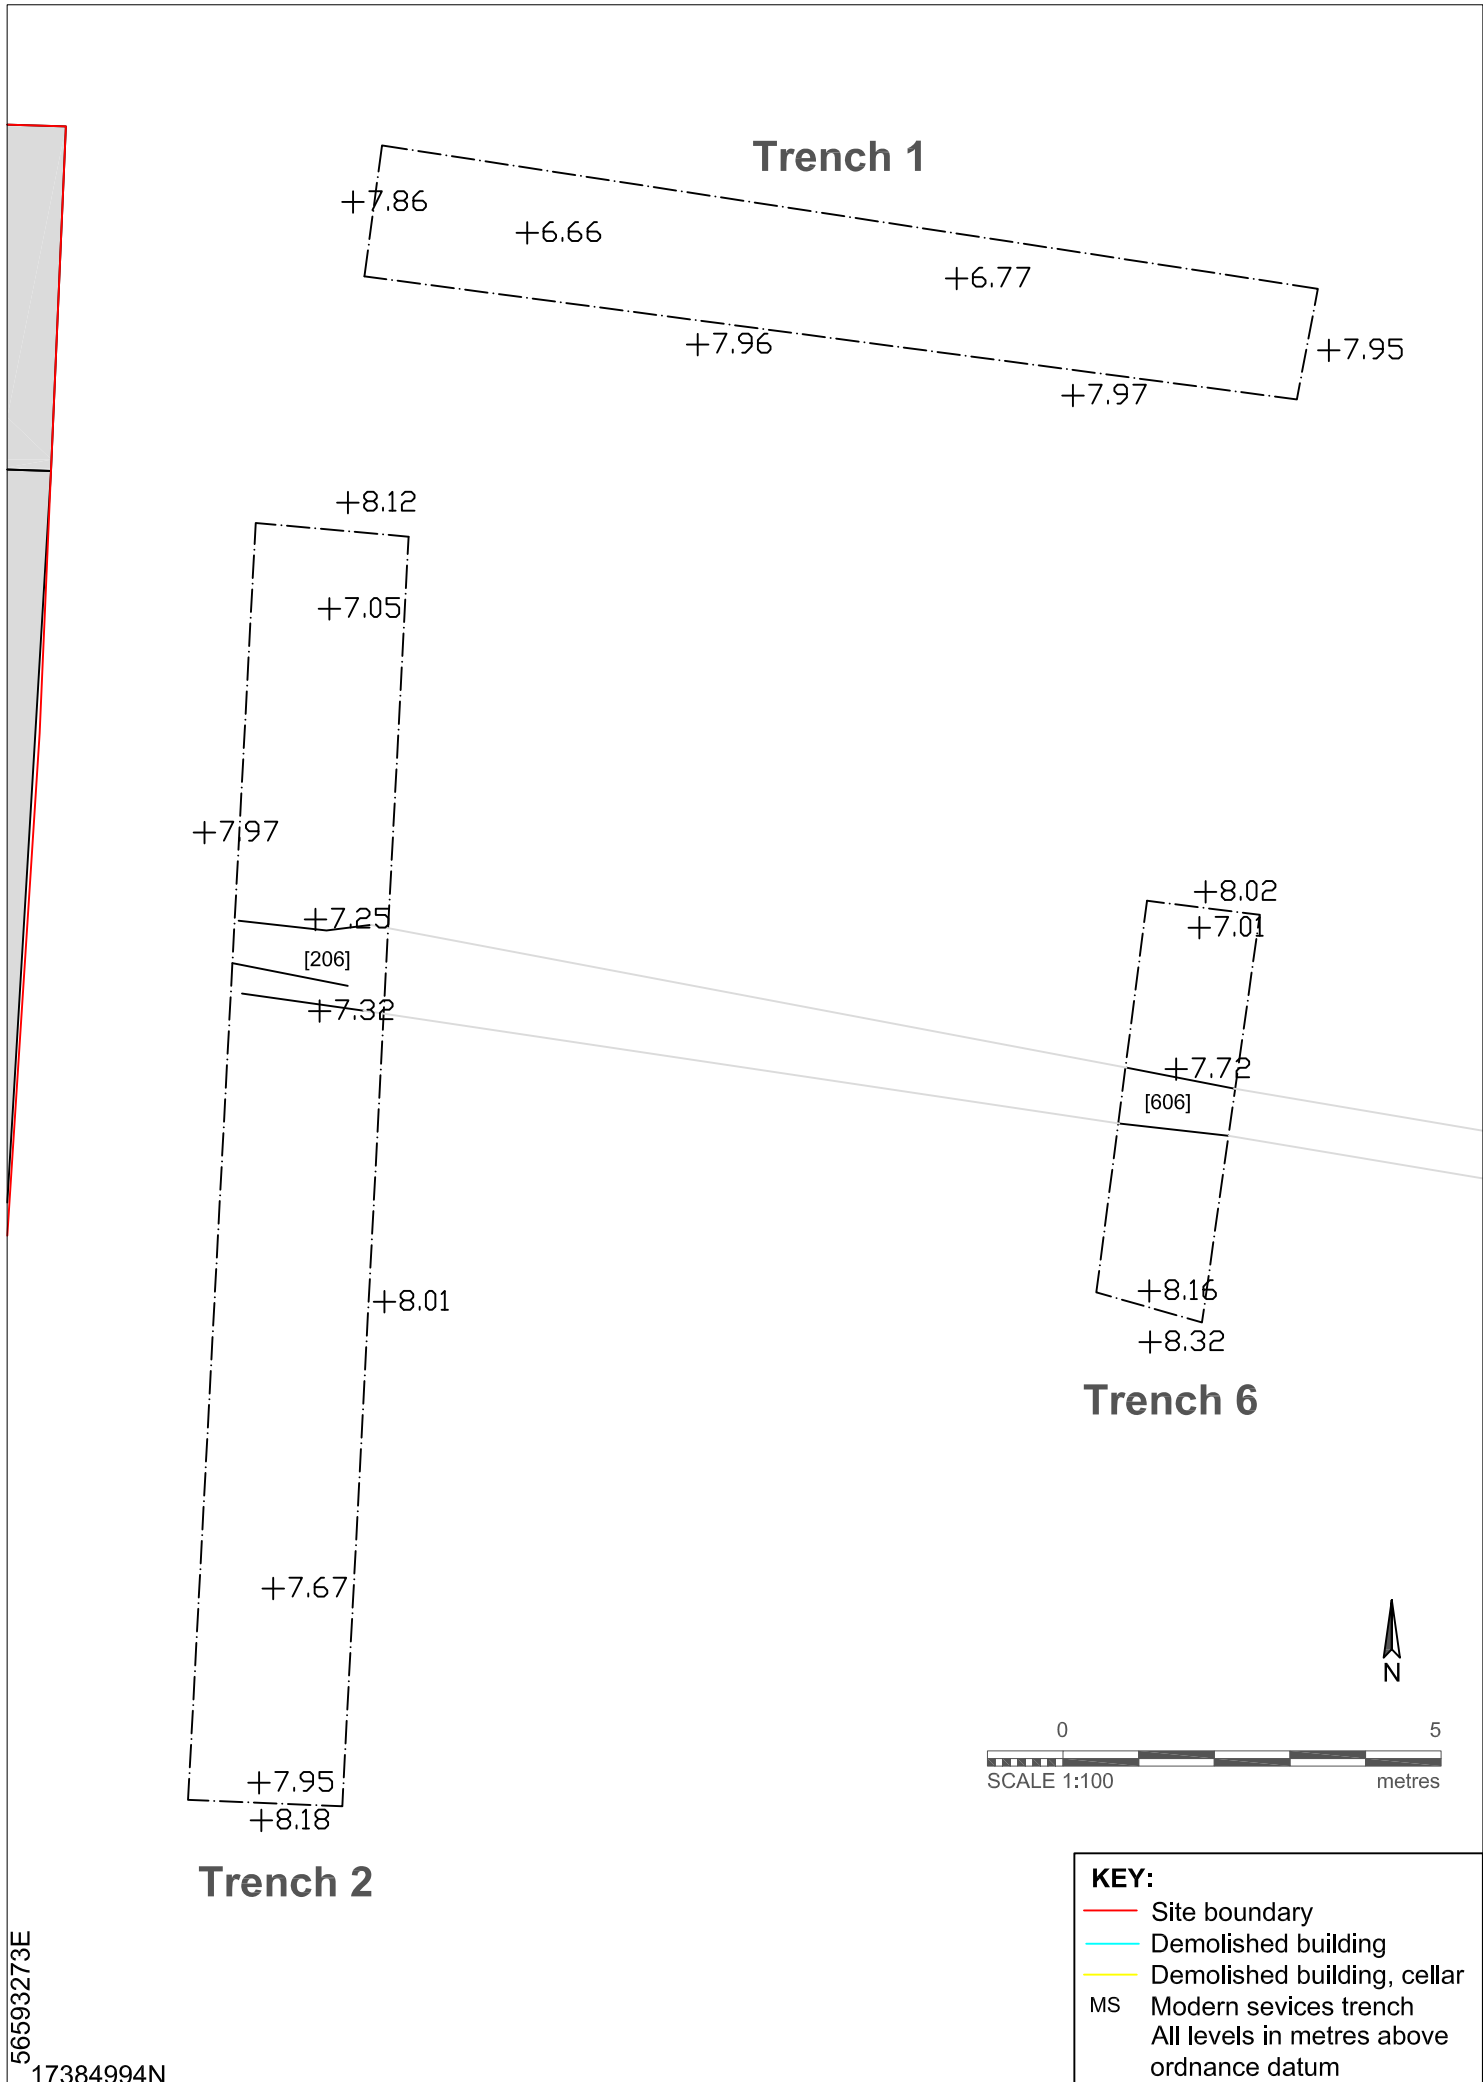 Trench 1
+7.86
+6.66
+6.77
+7.96
+7.95
+7.97
+8.12
+7.05
+7.97
+8.02
+7.01
+7.25
[206]
+7.32
+7.72
[606]
+8.01
+8.16
+8.32
Trench 6
+7.67
N
0 5
SCALE 1:100 metres
+7.95
+8.18
Trench 2
KEY:
Site boundary
Demolished building
Demolished building, cellar
MS Modern sevices trench
All levels in metres above
ordnance datum
56593273E
17384994N